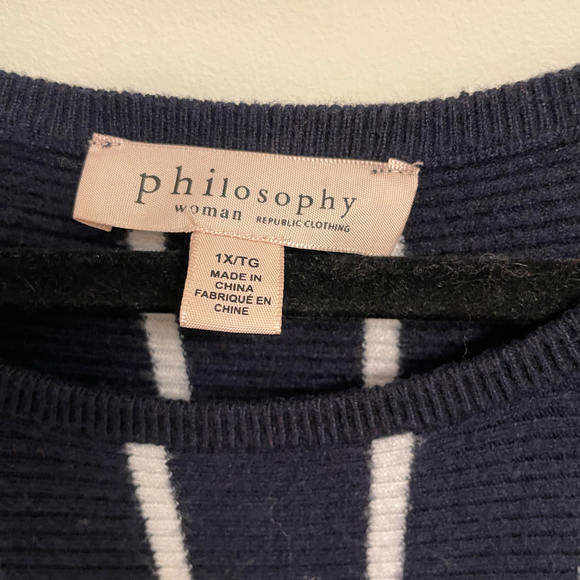 philosophy
woman REPUBLIC CLOTHING
1X/TG
MADE IN
CHINA
FABRIQUÉ EN
CHINE